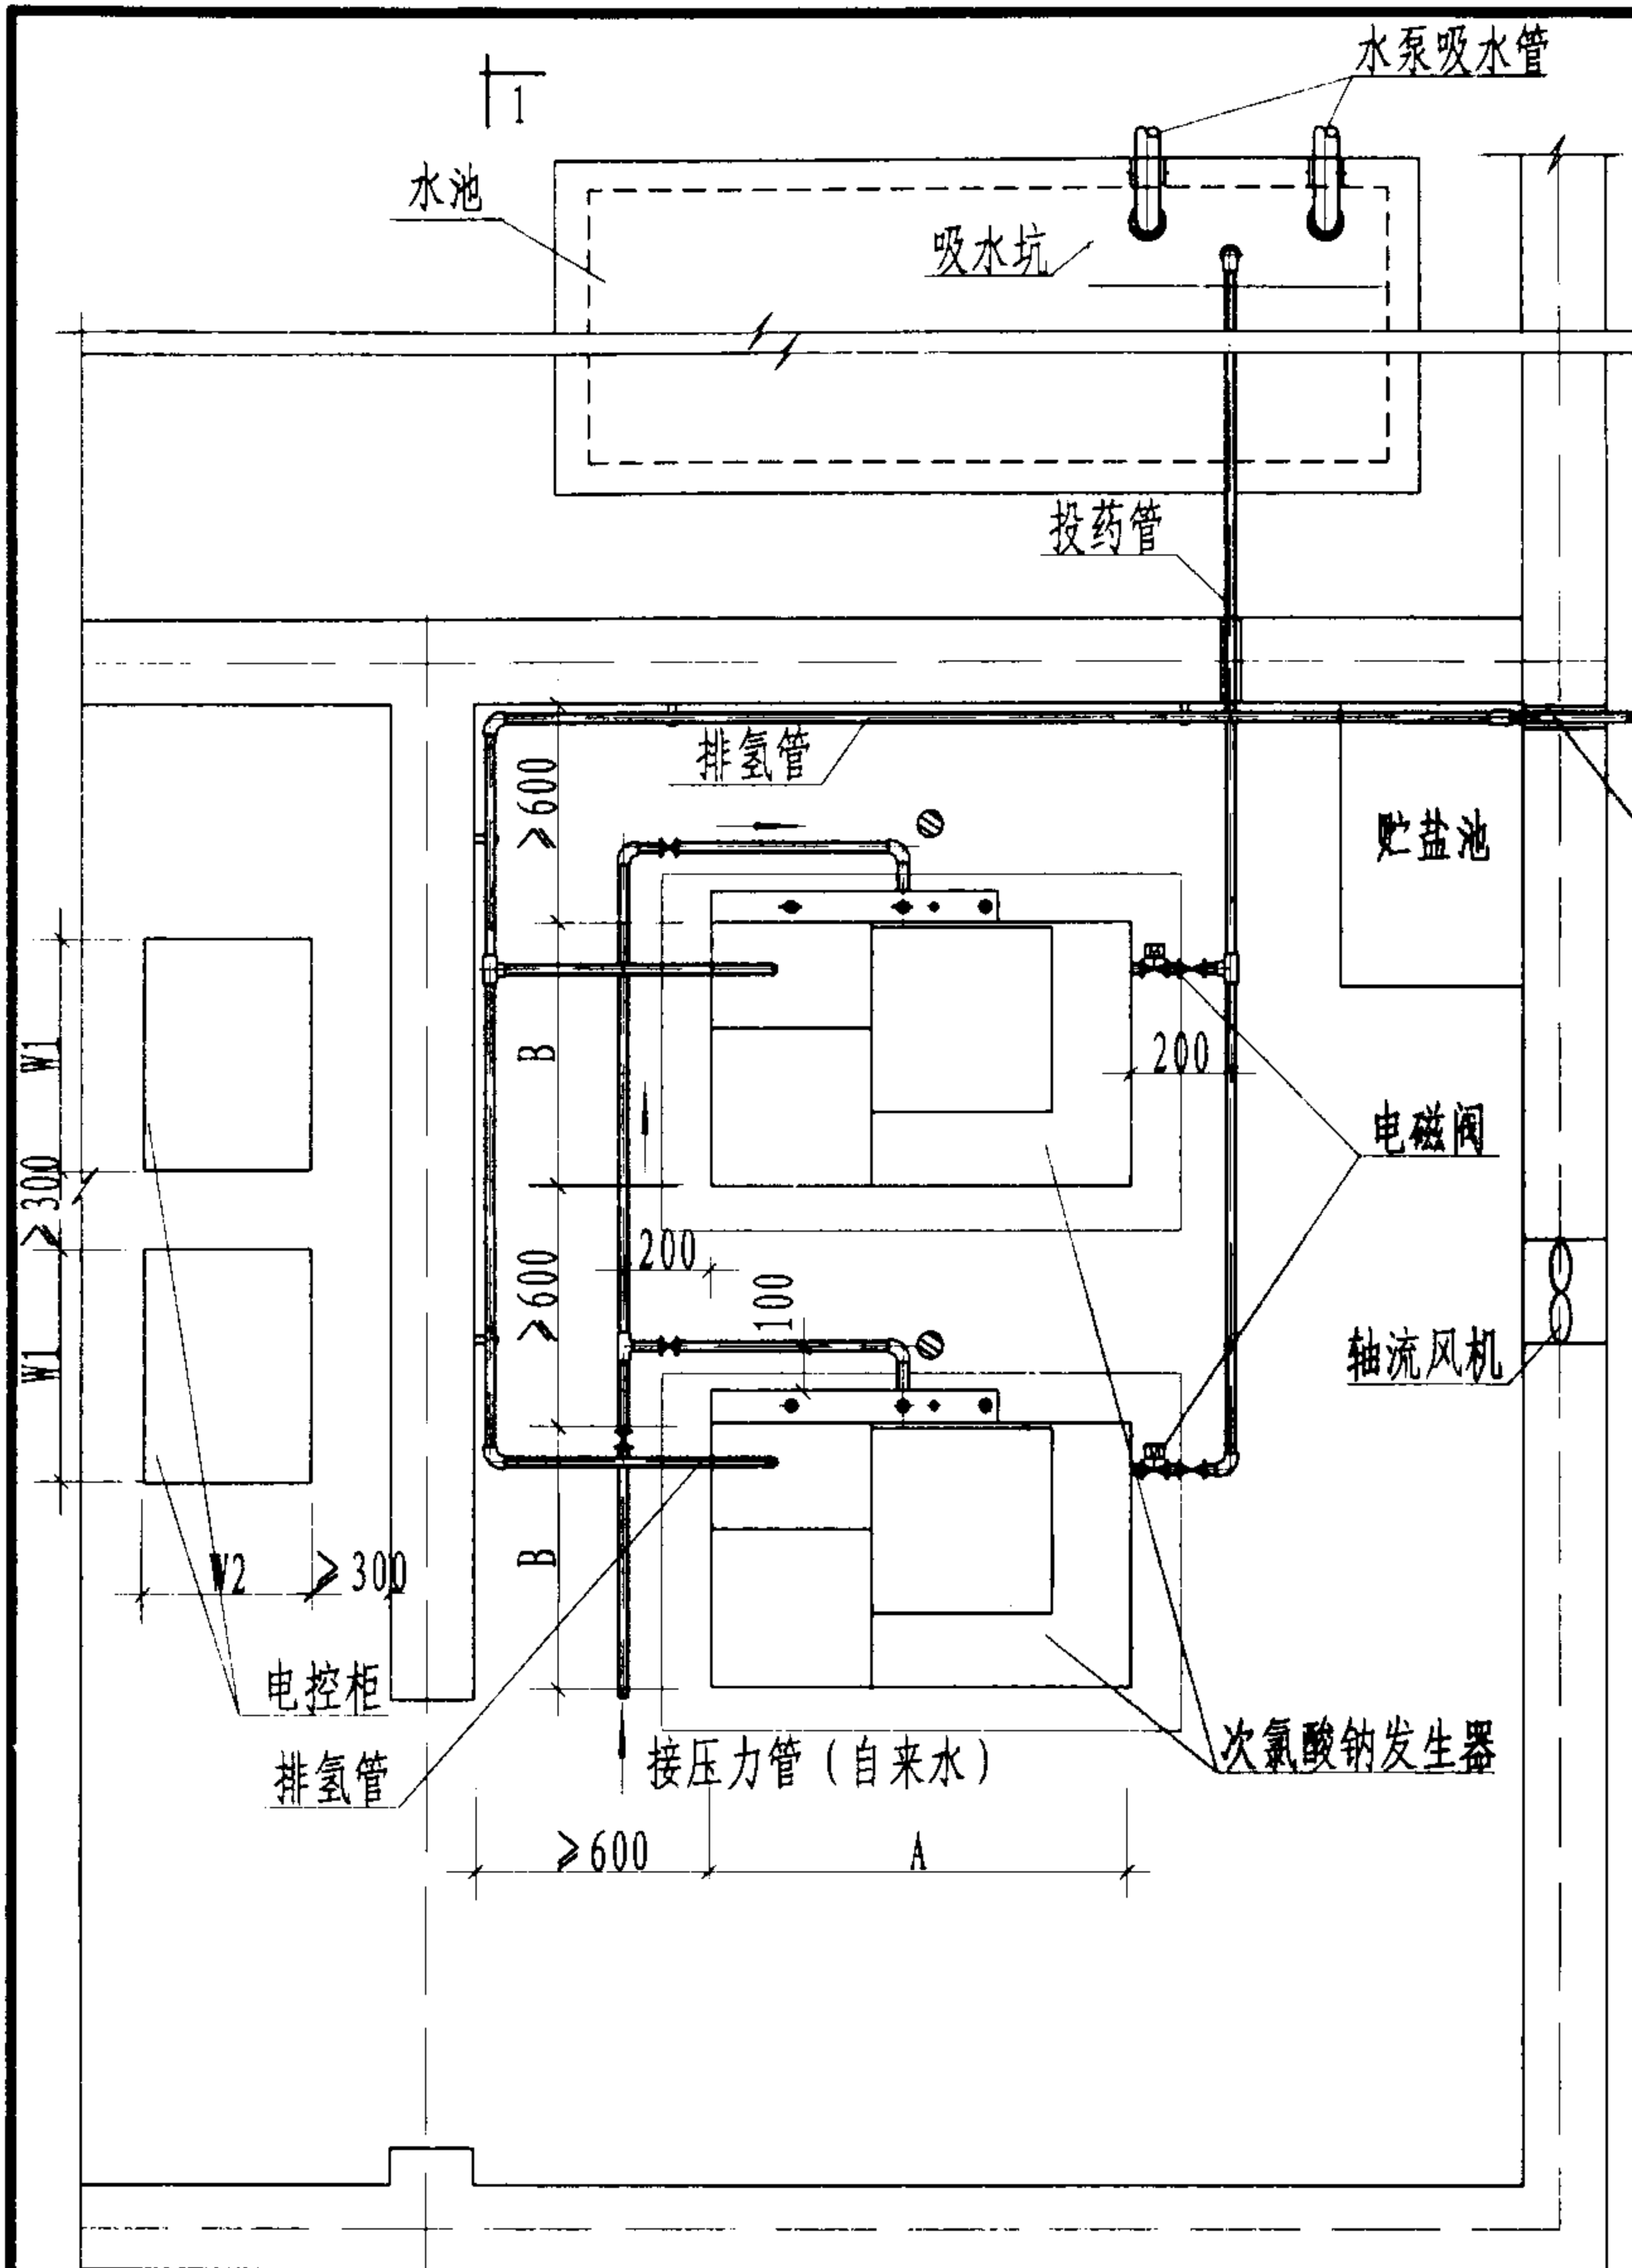 水泵吸水管
1
水池
吸水坑
投药管
排氢管
≥600
贮盐池
W1
B
200
电磁阀
≥300
200
≥600
100
轴流风机
W1
B
W2
≥300
电控柜
次氯酸钠发生器
接压力管（自来水）
排氢管
≥600
A